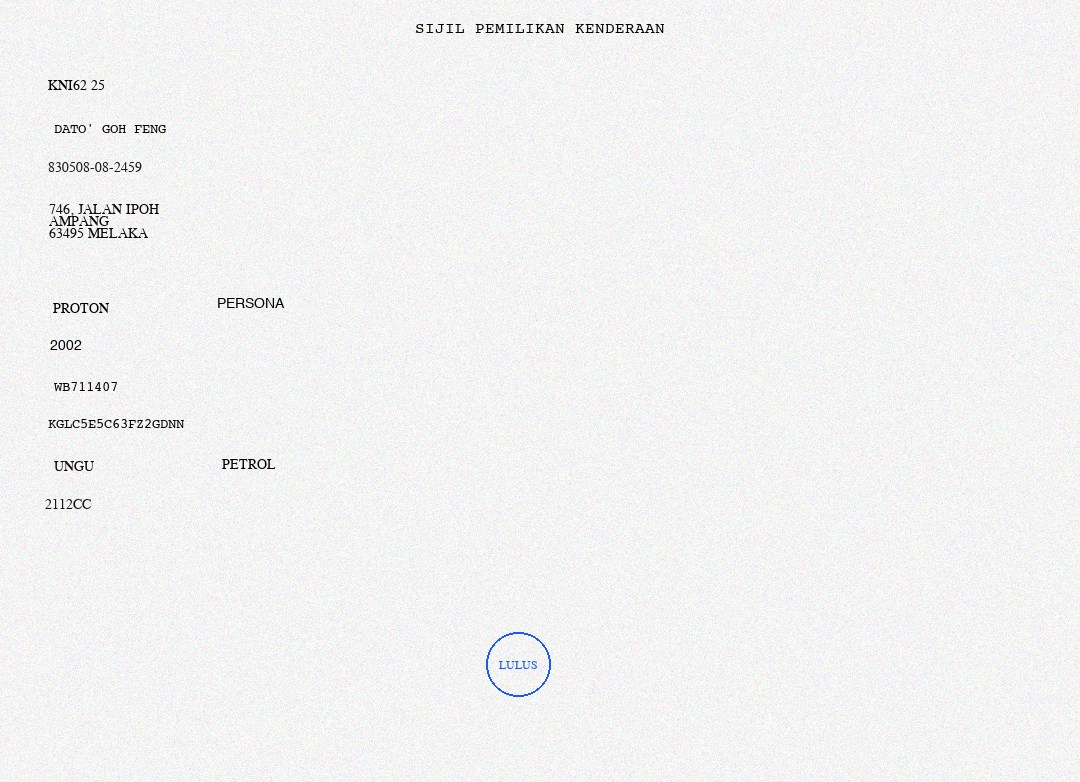 SIJIL PEMILIKAN KENDERAAN
KNI62 25
DATO' GOH FENG
830508-08-2459
746, JALAN IPOH
AMPANG
63495 MELAKA
PROTON PERSONA
2002
WB711407
KGLC5E5C63FZ2GDNN
UNGU PETROL
2112CC
LULUS